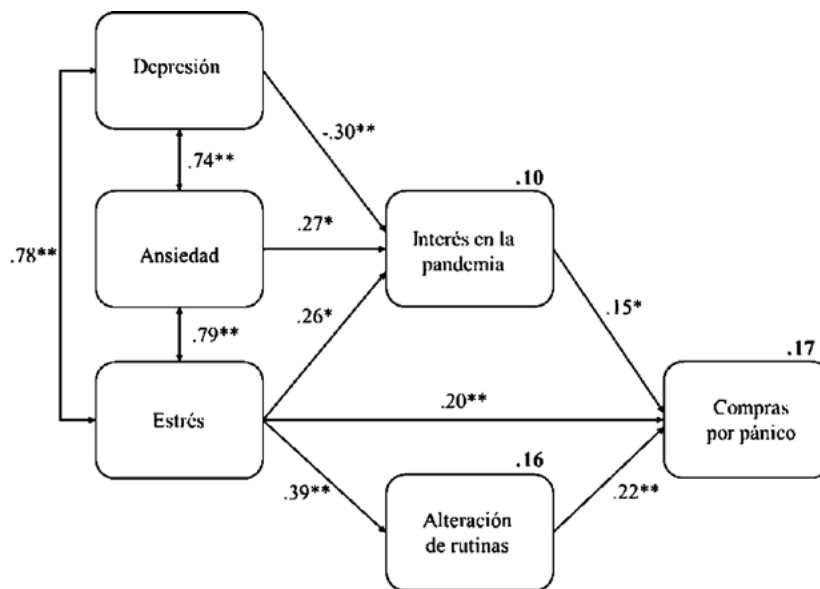 Depresión
-.30**
.74**
.10
.27*
Ansiedad
Interés en la
pandemia
.78**
.26*
.15*
.79**
.17
Estrés
.20**
Compras
por pánico
.16
.39**
.22**
Alteración
de rutinas